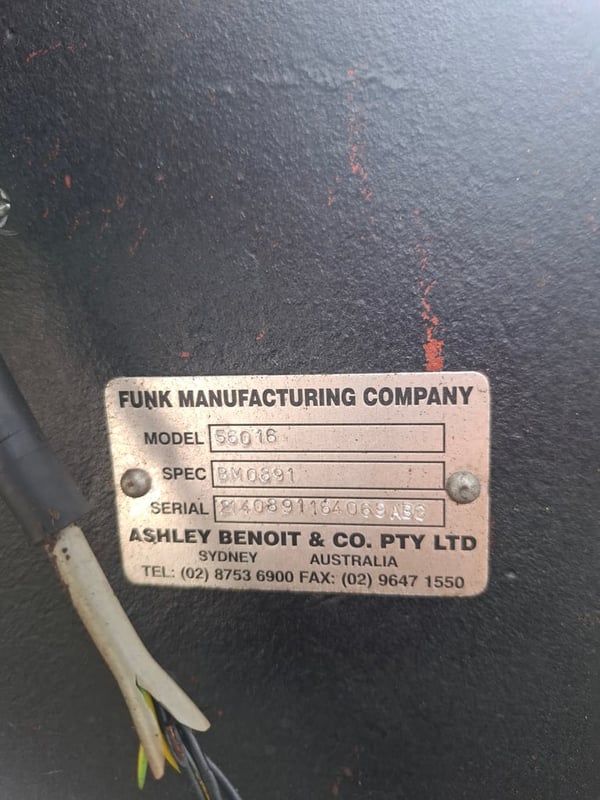 FUNK MANUFACTURING COMPANY
MODEL 56016
SPEC BM0891
SERIAL
ASHLEY BENOIT & CO. PTY LTD
SYDNEY AUSTRALIA
TEL: (02) 8753 6900 FAX: (02) 9647 1550